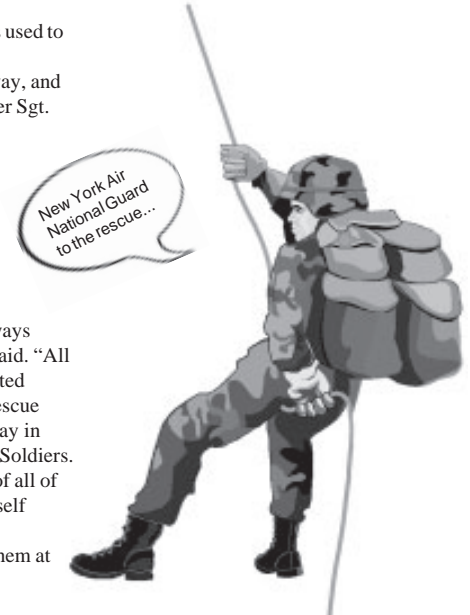 used to
ay, and
er Sgt.
New York Air
National Guard
to the rescue...
ays
aid. “All
ted
escue
ay in
Soldiers.
of all of
self
hem at